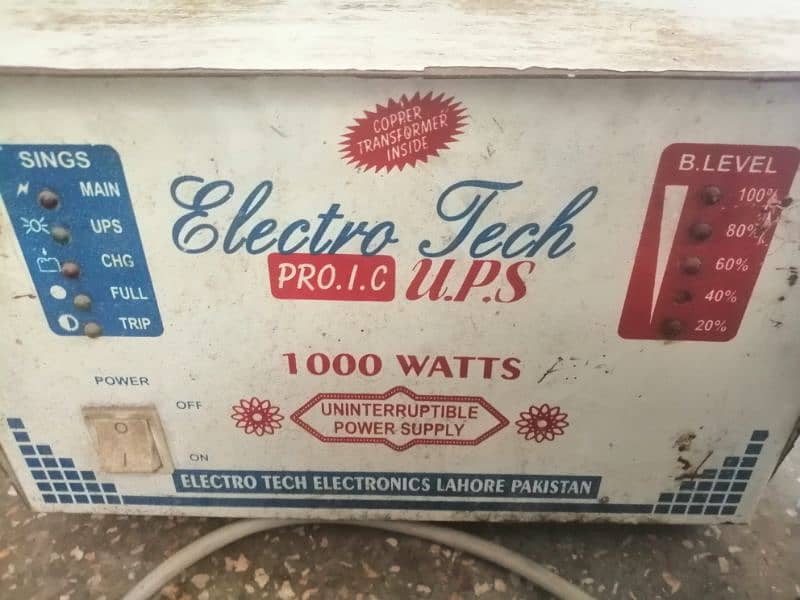 COPPER
TRANSFORMER
INSIDE
SINGS
MAIN
UPS
CHG
FULL
TRIP
Electro Tech
PRO.I.C U.P.S
B.LEVEL
100%
80%
60%
40%
20%
1000 WATTS
POWER
OFF
ON
UNINTERRUPTIBLE
POWER SUPPLY
ELECTRO TECH ELECTRONICS LAHORE PAKISTAN